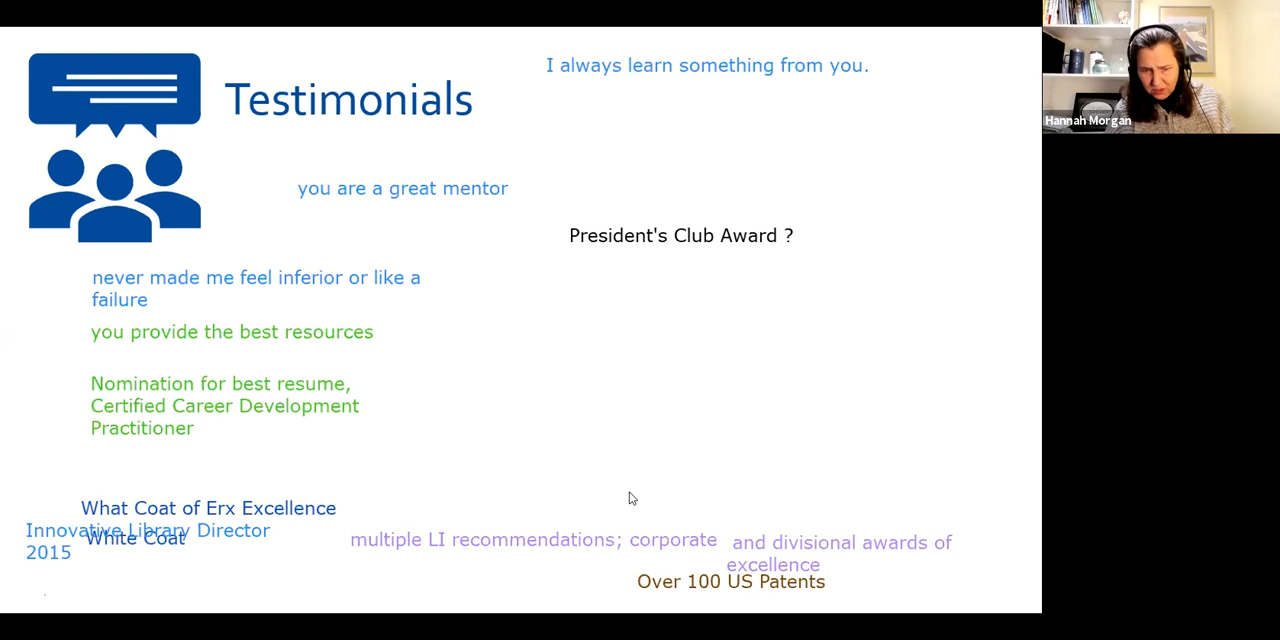 I always learn something from you.
Testimonials
Hannah Morgan
you are a great mentor
President's Club Award ?
never made me feel inferior or like a
failure
you provide the best resources
Nomination for best resume,
Certified Career Development
Practitioner
What Coat of Erx Excellence
Innovative Library Director
White Coat
2015
multiple LI recommendations; corporate
and divisional awards of
excellence
Over 100 US Patents